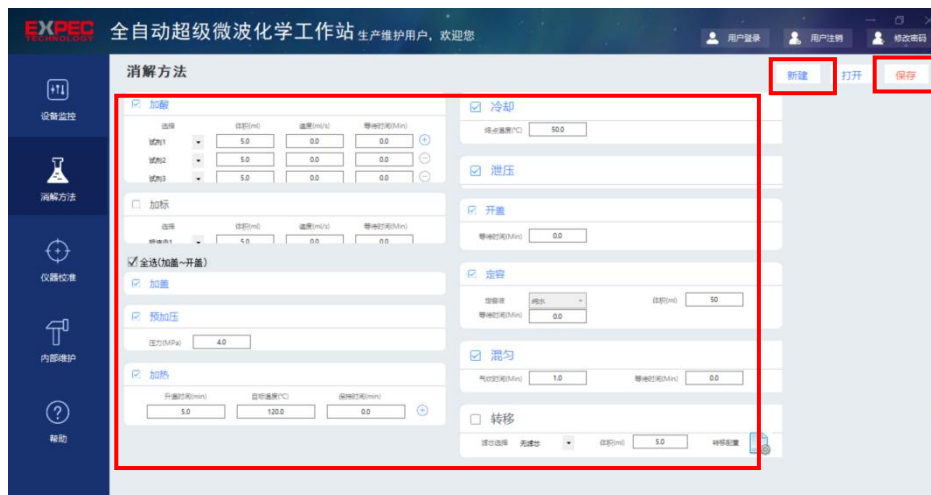 EXPEC
TECHNOLOGY
全自动超级微波化学工作站 生产维护用户，欢迎您
用户登录 用户注销 修改密码
消解方法
新建 打开 保存
设备监控
消解方法
仪器校准
内部维护
帮助
加酸
选择 体积(ml) 速度(ml/s) 等待时间(Min)
试剂1 5.0 0.0 0.0
试剂2 5.0 0.0 0.0
试剂3 5.0 0.0 0.0
加标
选择 体积(ml) 速度(ml/s) 等待时间(Min)
5.0 0.0 0.0
全选(加盖~开盖)
加盖
预加压
压力(MPa) 4.0
加热
升温时间(min) 目标温度(°C) 保持时间(min)
5.0 120.0 0.0
冷却
终点温度(°C) 50.0
泄压
开盖
等待时间(Min) 0.0
定容
定容液 纯水 体积(ml) 50
等待时间(Min) 0.0
混匀
气吹时间(Min) 1.0 等待时间(Min) 0.0
转移
滤芯选择 无滤芯 体积(ml) 5.0 转移配置